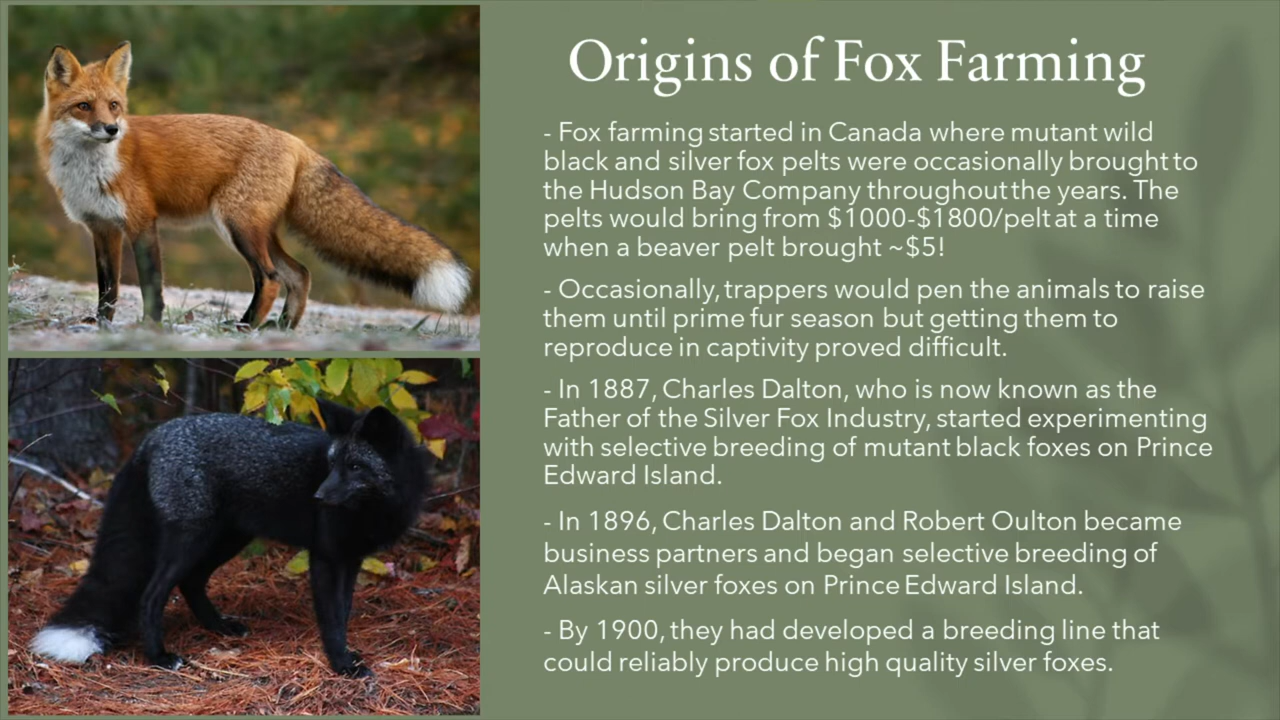 Origins of Fox Farming
- Fox farming started in Canada where mutant wild
black and silver fox pelts were occasionally brought to
the Hudson Bay Company throughout the years. The
pelts would bring from $1000-$1800/pelt at a time
when a beaver pelt brought ~$5!
- Occasionally, trappers would pen the animals to raise
them until prime fur season but getting them to
reproduce in captivity proved difficult.
- In 1887, Charles Dalton, who is now known as the
Father of the Silver Fox Industry, started experimenting
with selective breeding of mutant black foxes on Prince
Edward Island.
- In 1896, Charles Dalton and Robert Oulton became
business partners and began selective breeding of
Alaskan silver foxes on Prince Edward Island.
- By 1900, they had developed a breeding line that
could reliably produce high quality silver foxes.